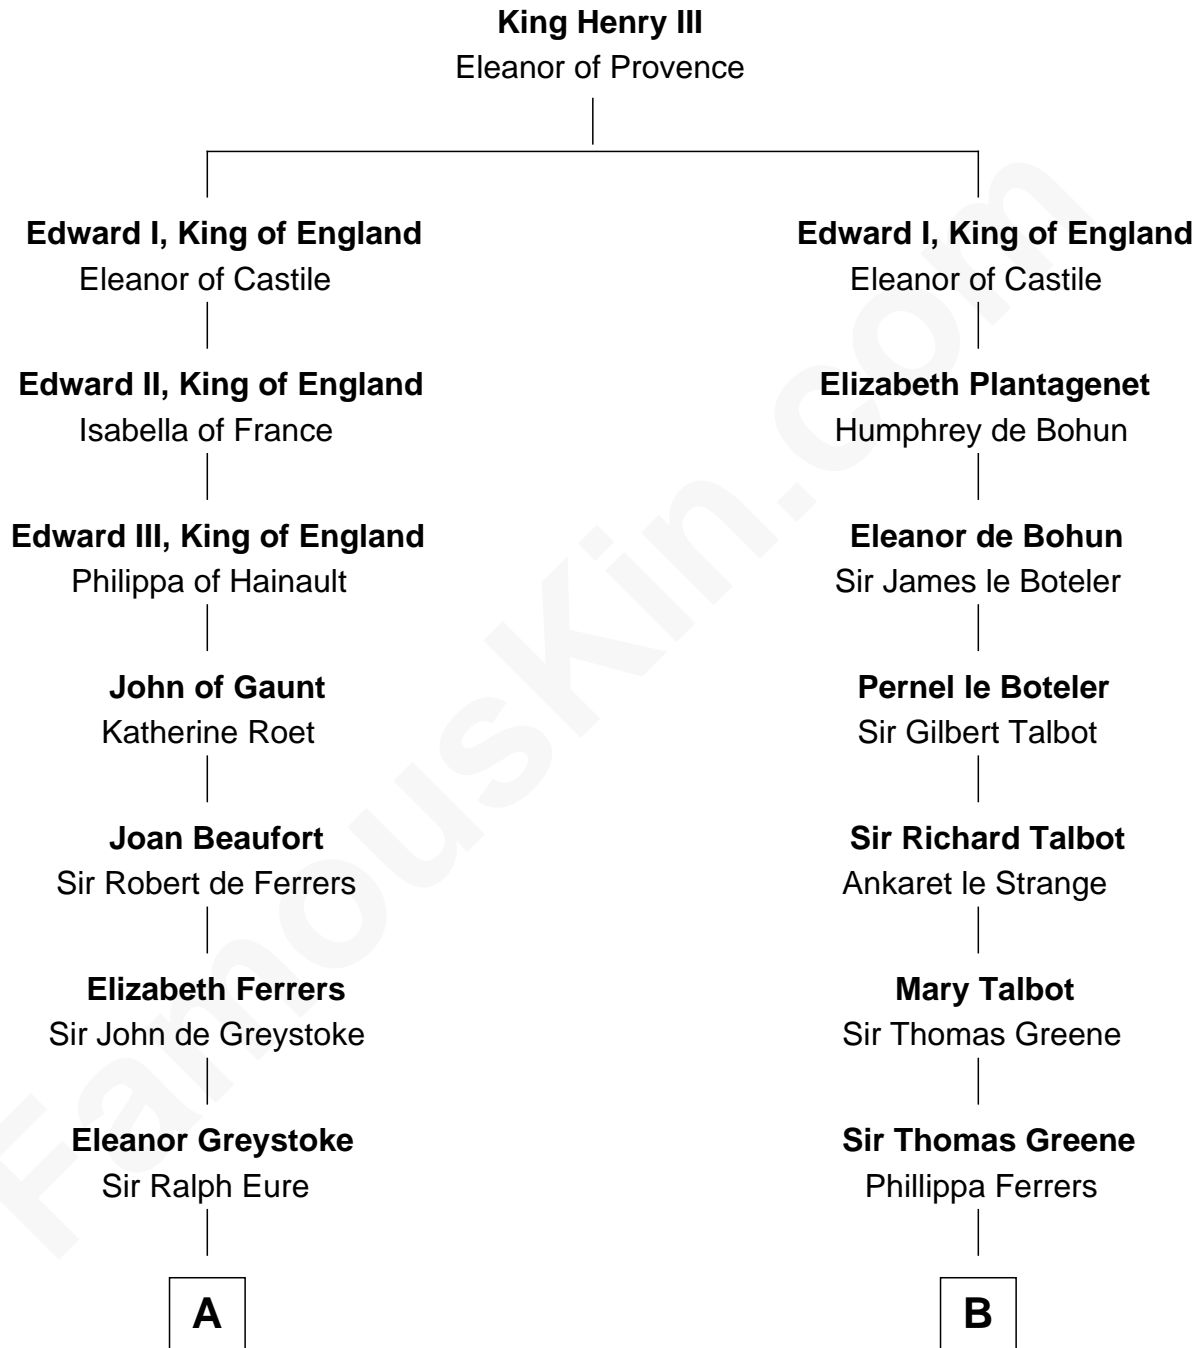 King Henry III
Eleanor of Provence
Edward I, King of England
Eleanor of Castile
Edward I, King of England
Eleanor of Castile
Edward II, King of England
Isabella of France
Elizabeth Plantagenet
Humphrey de Bohun
Edward III, King of England
Philippa of Hainault
Eleanor de Bohun
Sir James le Boteler
John of Gaunt
Katherine Roet
Pernel le Boteler
Sir Gilbert Talbot
Joan Beaufort
Sir Robert de Ferrers
Sir Richard Talbot
Ankaret le Strange
Elizabeth Ferrers
Sir John de Greystoke
Mary Talbot
Sir Thomas Greene
Eleanor Greystoke
Sir Ralph Eure
Sir Thomas Greene
Phillippa Ferrers
A
B
FamousKin.com